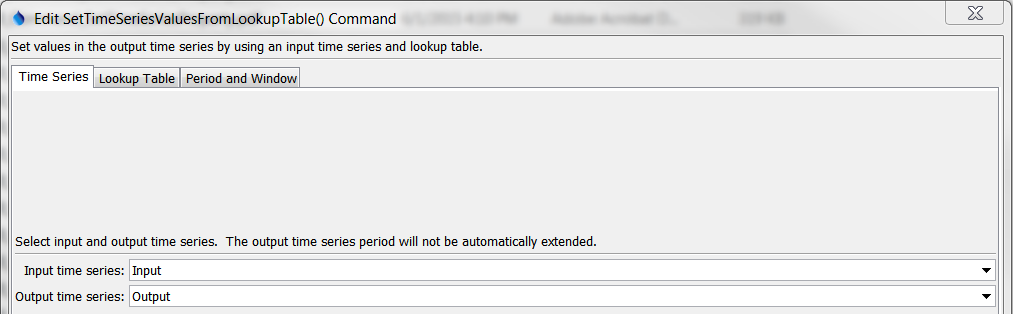 Edit SetTimeSeriesValuesFromLookupTable() Command
Set values in the output time series by using an input time series and lookup table.
Time Series Lookup Table Period and Window
Select input and output time series.  The output time series period will not be automatically extended.
Input time series: Input
Output time series: Output